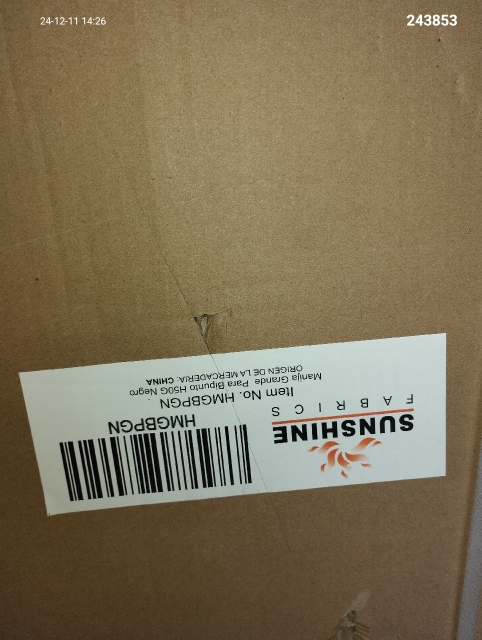 24-12-11 14:26
243853
SUNSHINE
FABRICS
Item No. HMGBPGN
Manija Grande Para Bipunto H50G Negro
ORIGEN DE LA MERCADERIA: CHINA
HMGBPGN